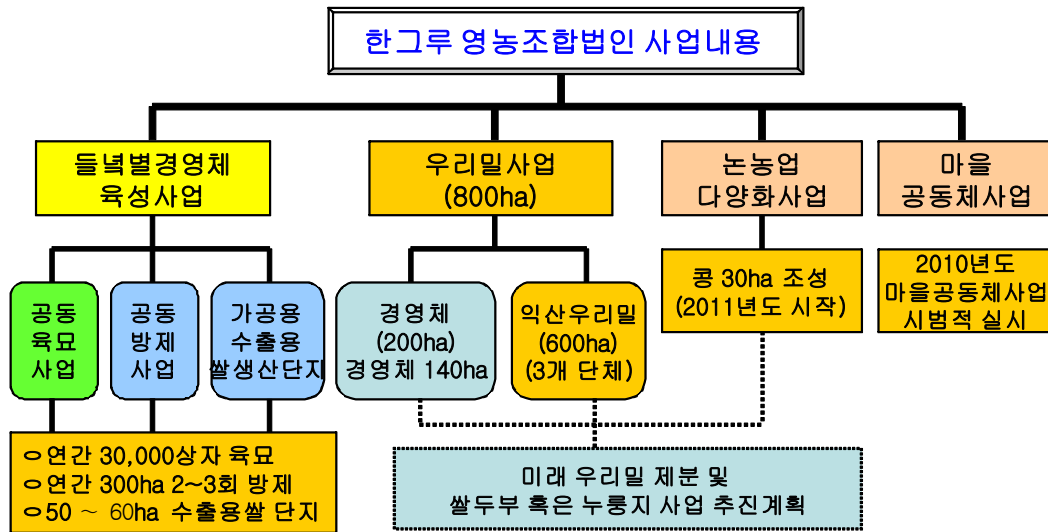 한그루 영농조합법인 사업내용
들녘별경영체
육성사업
우리밀사업
(800ha)
논농업
다양화사업
마을
공동체사업
공동
육묘
사업
공동
방제
사업
가공용
수출용
쌀생산단지
경영체
(200ha)
경영체 140ha
익산우리밀
(600ha)
(3개 단체)
콩 30ha 조성
(2011년도 시작)
2010년도
마을공동체사업
시범적 실시
ㅇ연간 30,000상자 육묘
ㅇ연간 300ha 2~3회 방제
ㅇ50 ~ 60ha 수출용쌀 단지
미래 우리밀 제분 및
쌀두부 혹은 누룽지 사업 추진계획